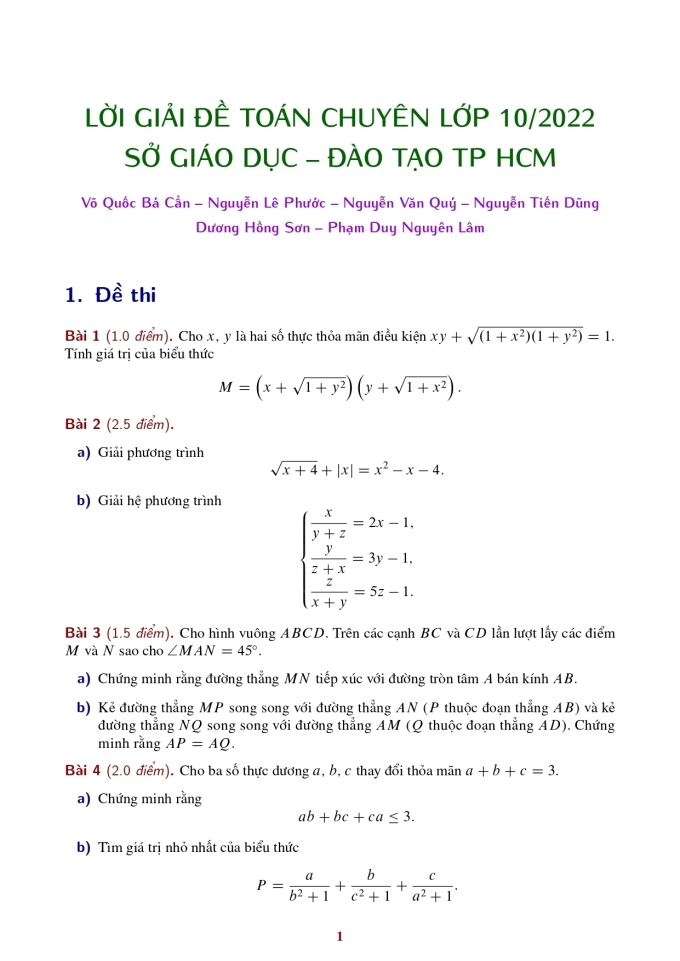 LỜI GIẢI ĐỀ TOÁN CHUYÊN LỚP 10/2022
SỞ GIÁO DỤC – ĐÀO TẠO TP HCM
Võ Quốc Bá Cẩn – Nguyễn Lê Phước – Nguyễn Văn Quý – Nguyễn Tiến Dũng
Dương Hồng Sơn – Phạm Duy Nguyên Lâm
1. Đề thi
Bài 1 (1.0 điểm). Cho x, y là hai số thực thỏa mãn điều kiện xy + √((1 + x²)(1 + y²)) = 1.
Tính giá trị của biểu thức
M = (x + √(1 + y²)) (y + √(1 + x²)).
Bài 2 (2.5 điểm).
a) Giải phương trình
√(x + 4) + |x| = x² − x − 4.
b) Giải hệ phương trình
x/(y + z) = 2x − 1,
y/(z + x) = 3y − 1,
z/(x + y) = 5z − 1.
Bài 3 (1.5 điểm). Cho hình vuông ABCD. Trên các cạnh BC và CD lần lượt lấy các điểm
M và N sao cho ∠MAN = 45°.
a) Chứng minh rằng đường thẳng MN tiếp xúc với đường tròn tâm A bán kính AB.
b) Kẻ đường thẳng MP song song với đường thẳng AN (P thuộc đoạn thẳng AB) và kẻ
đường thẳng NQ song song với đường thẳng AM (Q thuộc đoạn thẳng AD). Chứng
minh rằng AP = AQ.
Bài 4 (2.0 điểm). Cho ba số thực dương a, b, c thay đổi thỏa mãn a + b + c = 3.
a) Chứng minh rằng
ab + bc + ca ≤ 3.
b) Tìm giá trị nhỏ nhất của biểu thức
P = a/(b² + 1) + b/(c² + 1) + c/(a² + 1).
1